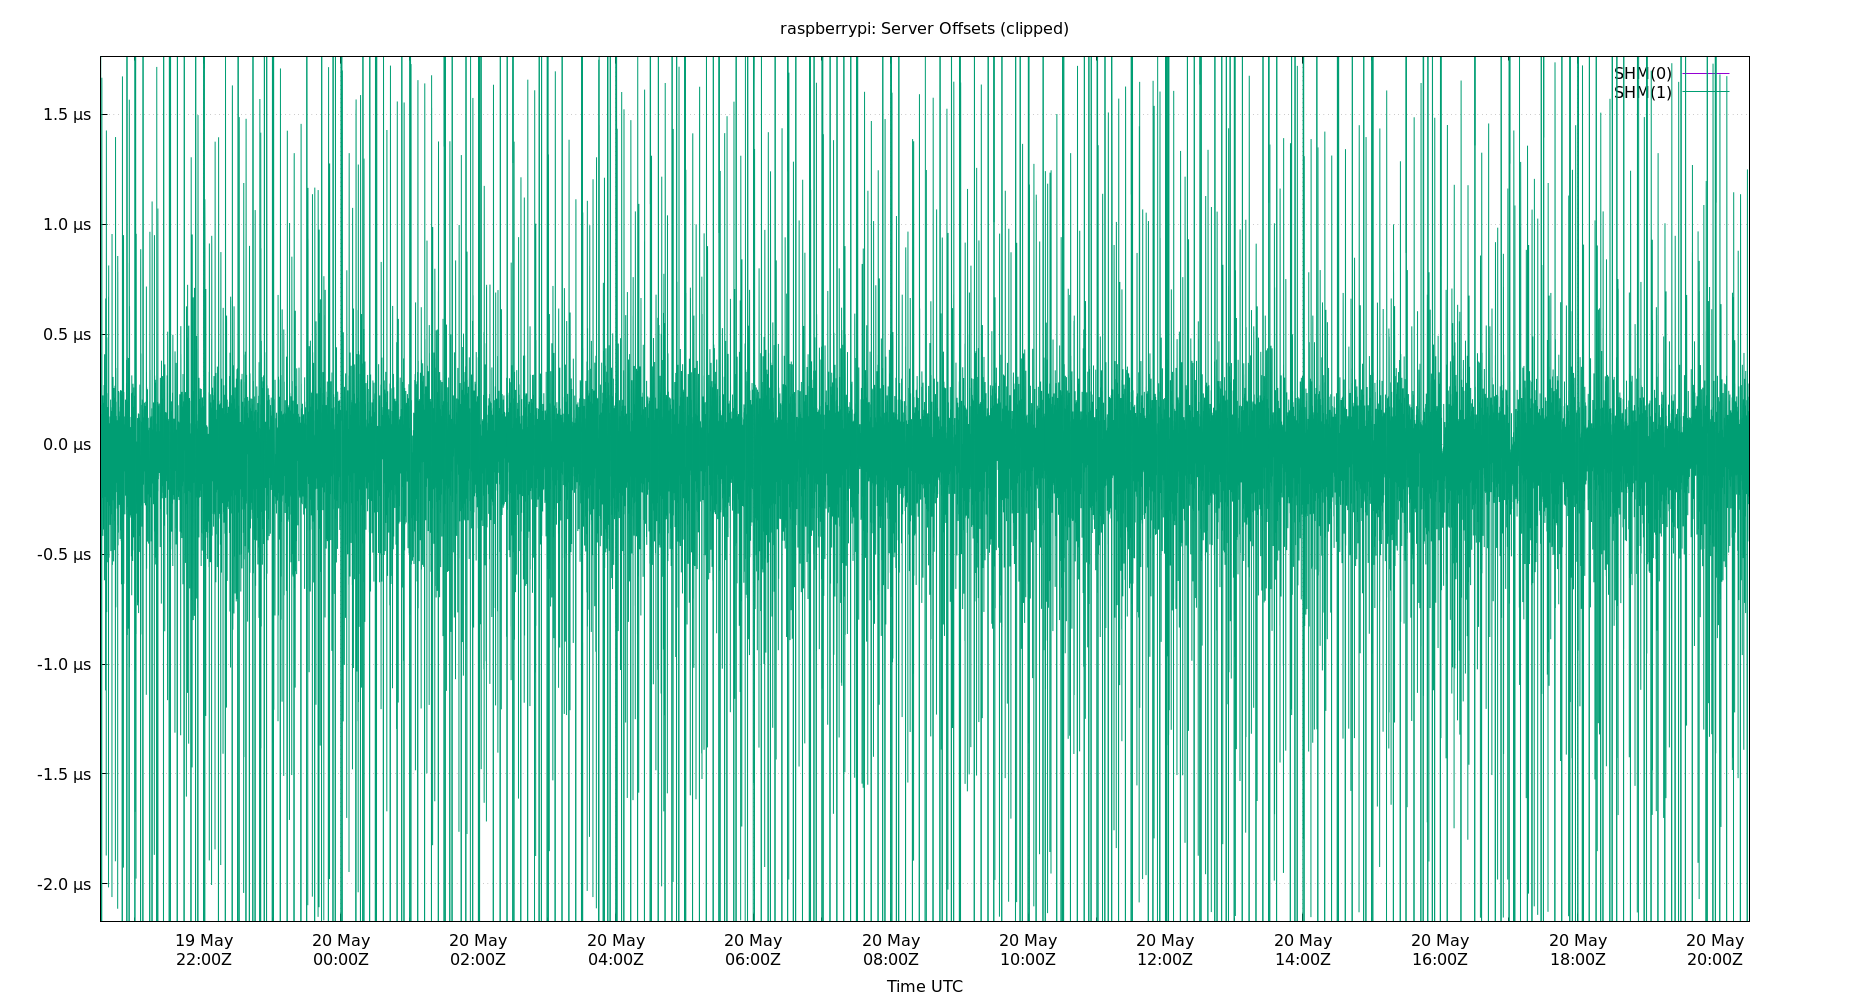 raspberrypi: Server Offsets (clipped)
SHM(0)
SHM(1)
1.5 µs
1.0 µs
0.5 µs
0.0 µs
-0.5 µs
-1.0 µs
-1.5 µs
-2.0 µs
19 May 20 May 20 May 20 May 20 May 20 May 20 May 20 May 20 May 20 May 20 May 20 May
22:00Z 00:00Z 02:00Z 04:00Z 06:00Z 08:00Z 10:00Z 12:00Z 14:00Z 16:00Z 18:00Z 20:00Z
Time UTC